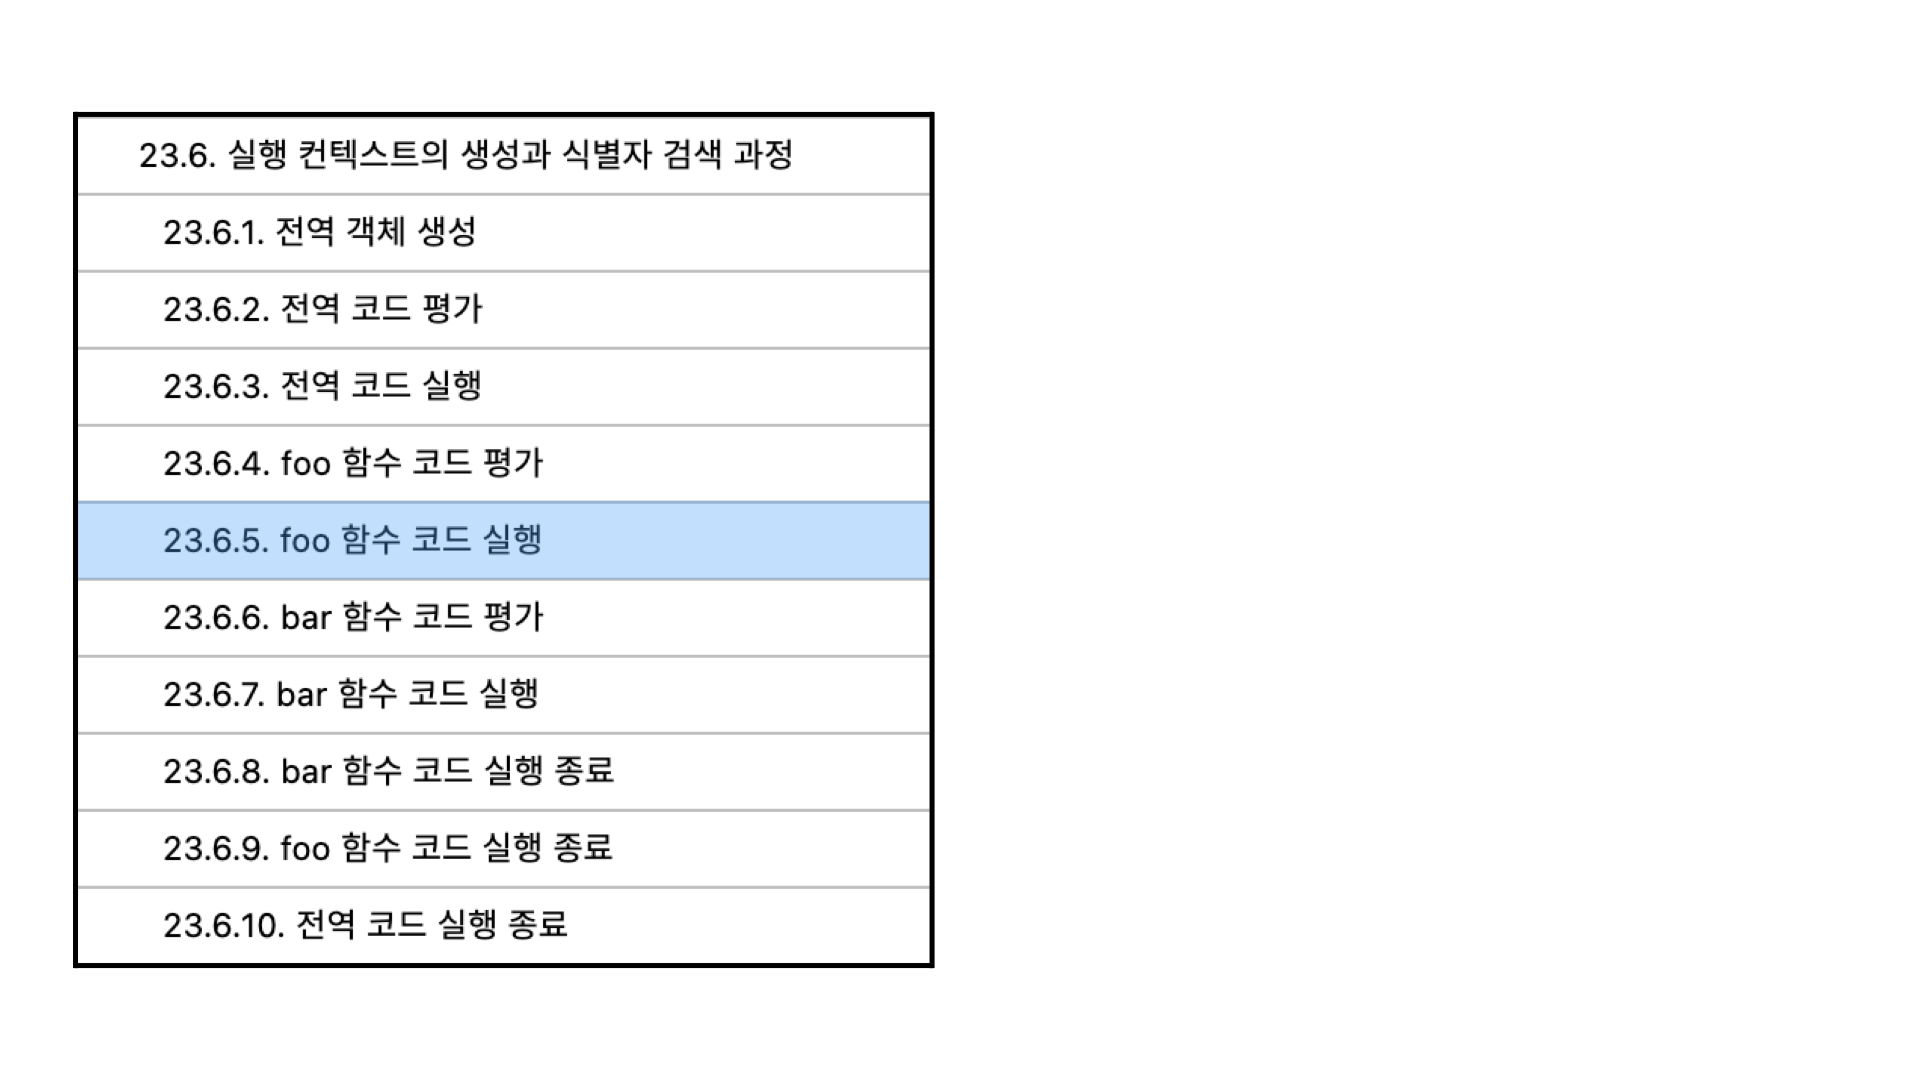 23.6. 실행 컨텍스트의 생성과 식별자 검색 과정
23.6.1. 전역 객체 생성
23.6.2. 전역 코드 평가
23.6.3. 전역 코드 실행
23.6.4. foo 함수 코드 평가
23.6.5. foo 함수 코드 실행
23.6.6. bar 함수 코드 평가
23.6.7. bar 함수 코드 실행
23.6.8. bar 함수 코드 실행 종료
23.6.9. foo 함수 코드 실행 종료
23.6.10. 전역 코드 실행 종료